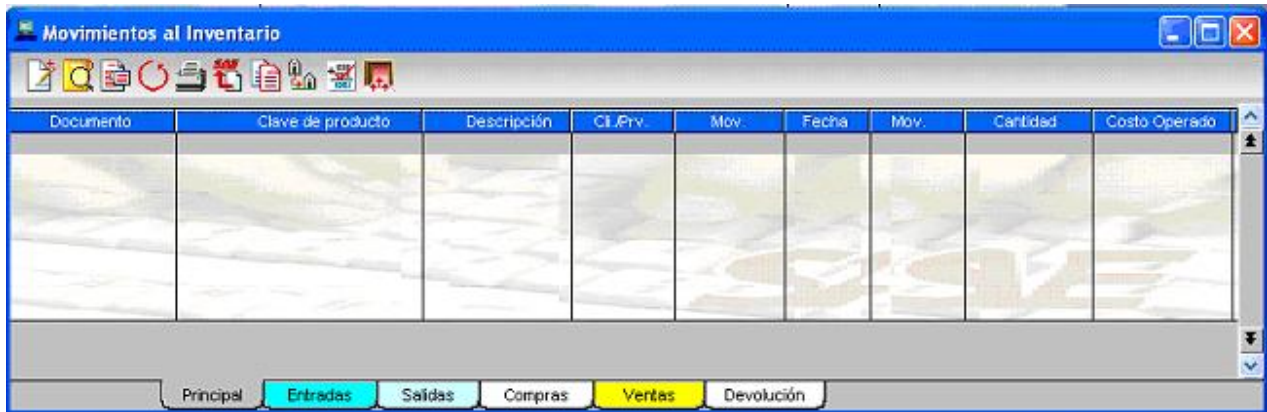 Movimientos al Inventario
Documento Clave de producto Descripción Cli./Prv. Mov. Fecha Mov. Cantidad Costo Operado
Principal Entradas Salidas Compras Ventas Devolución